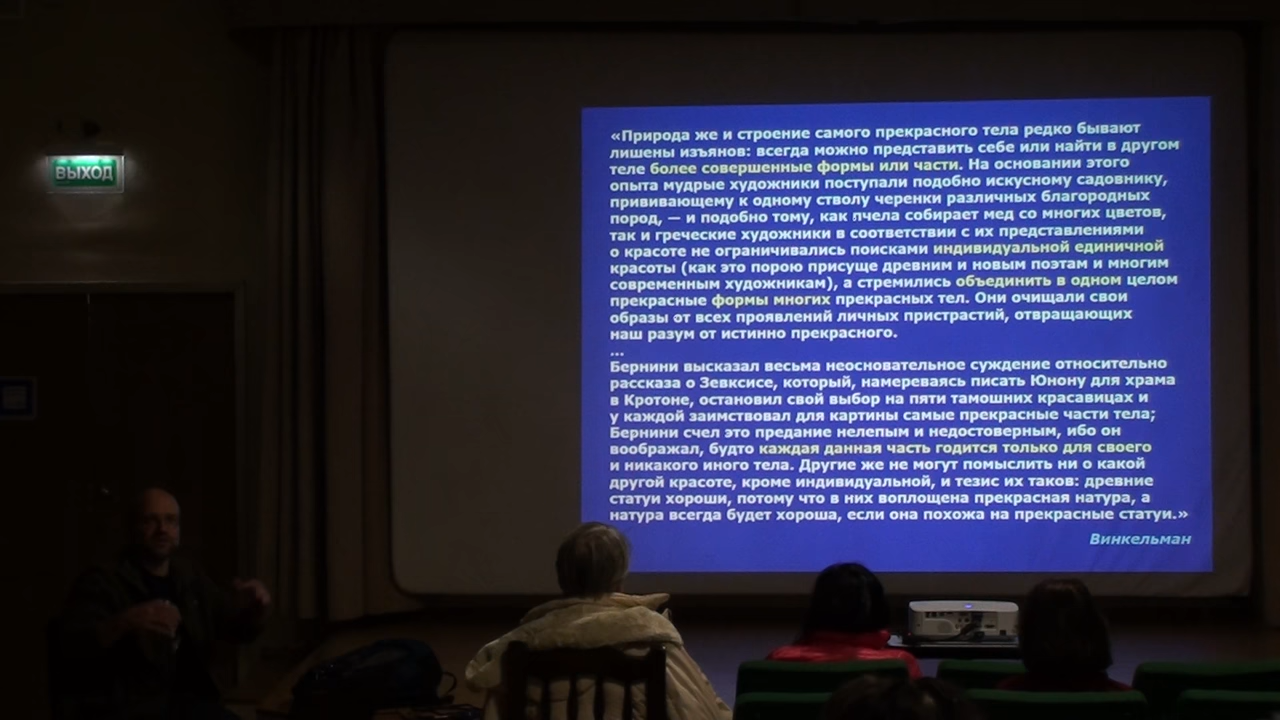 ВЫХОД
«Природа же и строение самого прекрасного тела редко бывают
лишены изъянов: всегда можно представить себе или найти в другом
теле более совершенные формы или части. На основании этого
опыта мудрые художники поступали подобно искусному садовнику,
прививающему к одному стволу черенки различных благородных
пород, — и подобно тому, как пчела собирает мед со многих цветов,
так и греческие художники в соответствии с их представлениями
о красоте не ограничивались поисками индивидуальной единичной
красоты (как это порою присуще древним и новым поэтам и многим
современным художникам), а стремились объединить в одном целом
прекрасные формы многих прекрасных тел. Они очищали свои
образы от всех проявлений личных пристрастий, отвращающих
наш разум от истинно прекрасного.
...
Бернини высказал весьма неосновательное суждение относительно
рассказа о Зевксисе, который, намереваясь писать Юнону для храма
в Кротоне, остановил свой выбор на пяти тамошних красавицах и
у каждой заимствовал для картины самые прекрасные части тела;
Бернини счел это предание нелепым и недостоверным, ибо он
воображал, будто каждая данная часть годится только для своего
и никакого иного тела. Другие же не могут помыслить ни о какой
другой красоте, кроме индивидуальной, и тезис их таков: древние
статуи хороши, потому что в них воплощена прекрасная натура, а
натура всегда будет хороша, если она похожа на прекрасные статуи.»
Винкельман